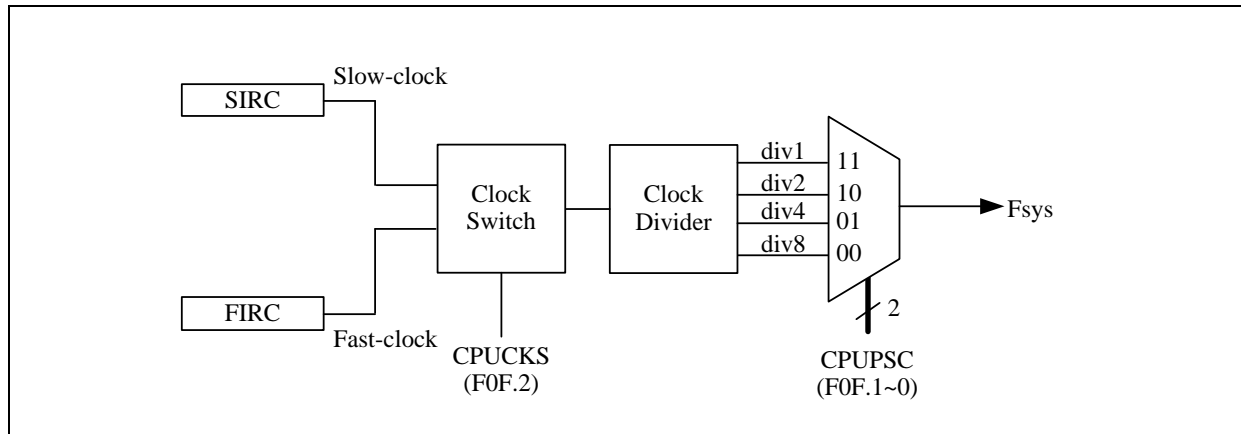 Slow-clock
SIRC
Clock
Switch
Clock
Divider
div1
div2
div4
div8
11
10
01
00
Fsys
FIRC
Fast-clock
2
CPUCKS
(F0F.2)
CPUPSC
(F0F.1~0)